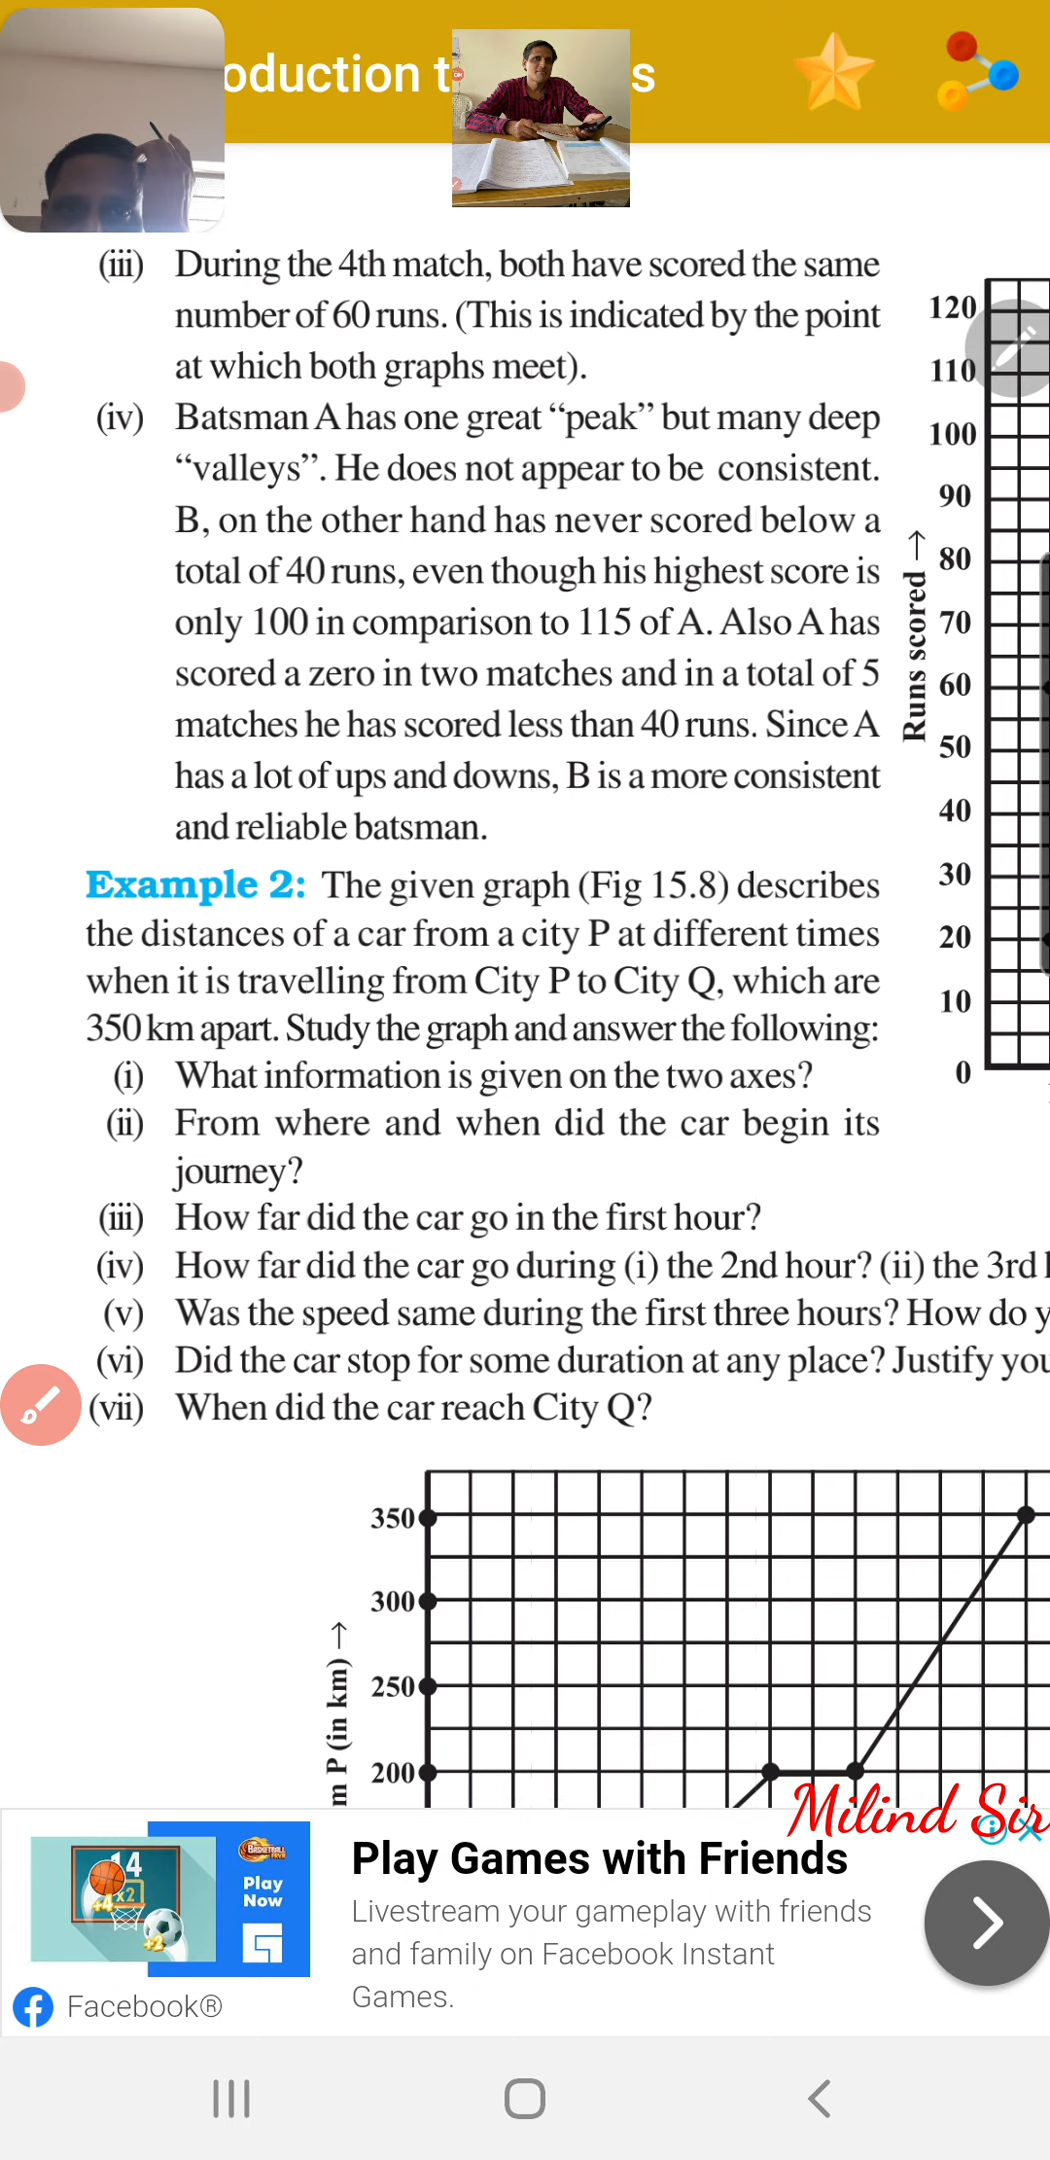 oduction t s
(iii) During the 4th match, both have scored the same
number of 60 runs. (This is indicated by the point
at which both graphs meet).
(iv) Batsman A has one great “peak” but many deep
“valleys”. He does not appear to be consistent.
B, on the other hand has never scored below a
total of 40 runs, even though his highest score is
only 100 in comparison to 115 of A. Also A has
scored a zero in two matches and in a total of 5
matches he has scored less than 40 runs. Since A
has a lot of ups and downs, B is a more consistent
and reliable batsman.
Runs scored →
120
110
100
90
80
70
60
50
40
30
20
10
0
Example 2: The given graph (Fig 15.8) describes
the distances of a car from a city P at different times
when it is travelling from City P to City Q, which are
350 km apart. Study the graph and answer the following:
(i) What information is given on the two axes?
(ii) From where and when did the car begin its
journey?
(iii) How far did the car go in the first hour?
(iv) How far did the car go during (i) the 2nd hour? (ii) the 3rd
(v) Was the speed same during the first three hours? How do y
(vi) Did the car stop for some duration at any place? Justify you
(vii) When did the car reach City Q?
350
300
250
200
m P (in km) →
Milind Sir
14
x2
+4
+2
BASKETBALL
Play
Now
Play Games with Friends
Livestream your gameplay with friends
and family on Facebook Instant
Games.
Facebook®